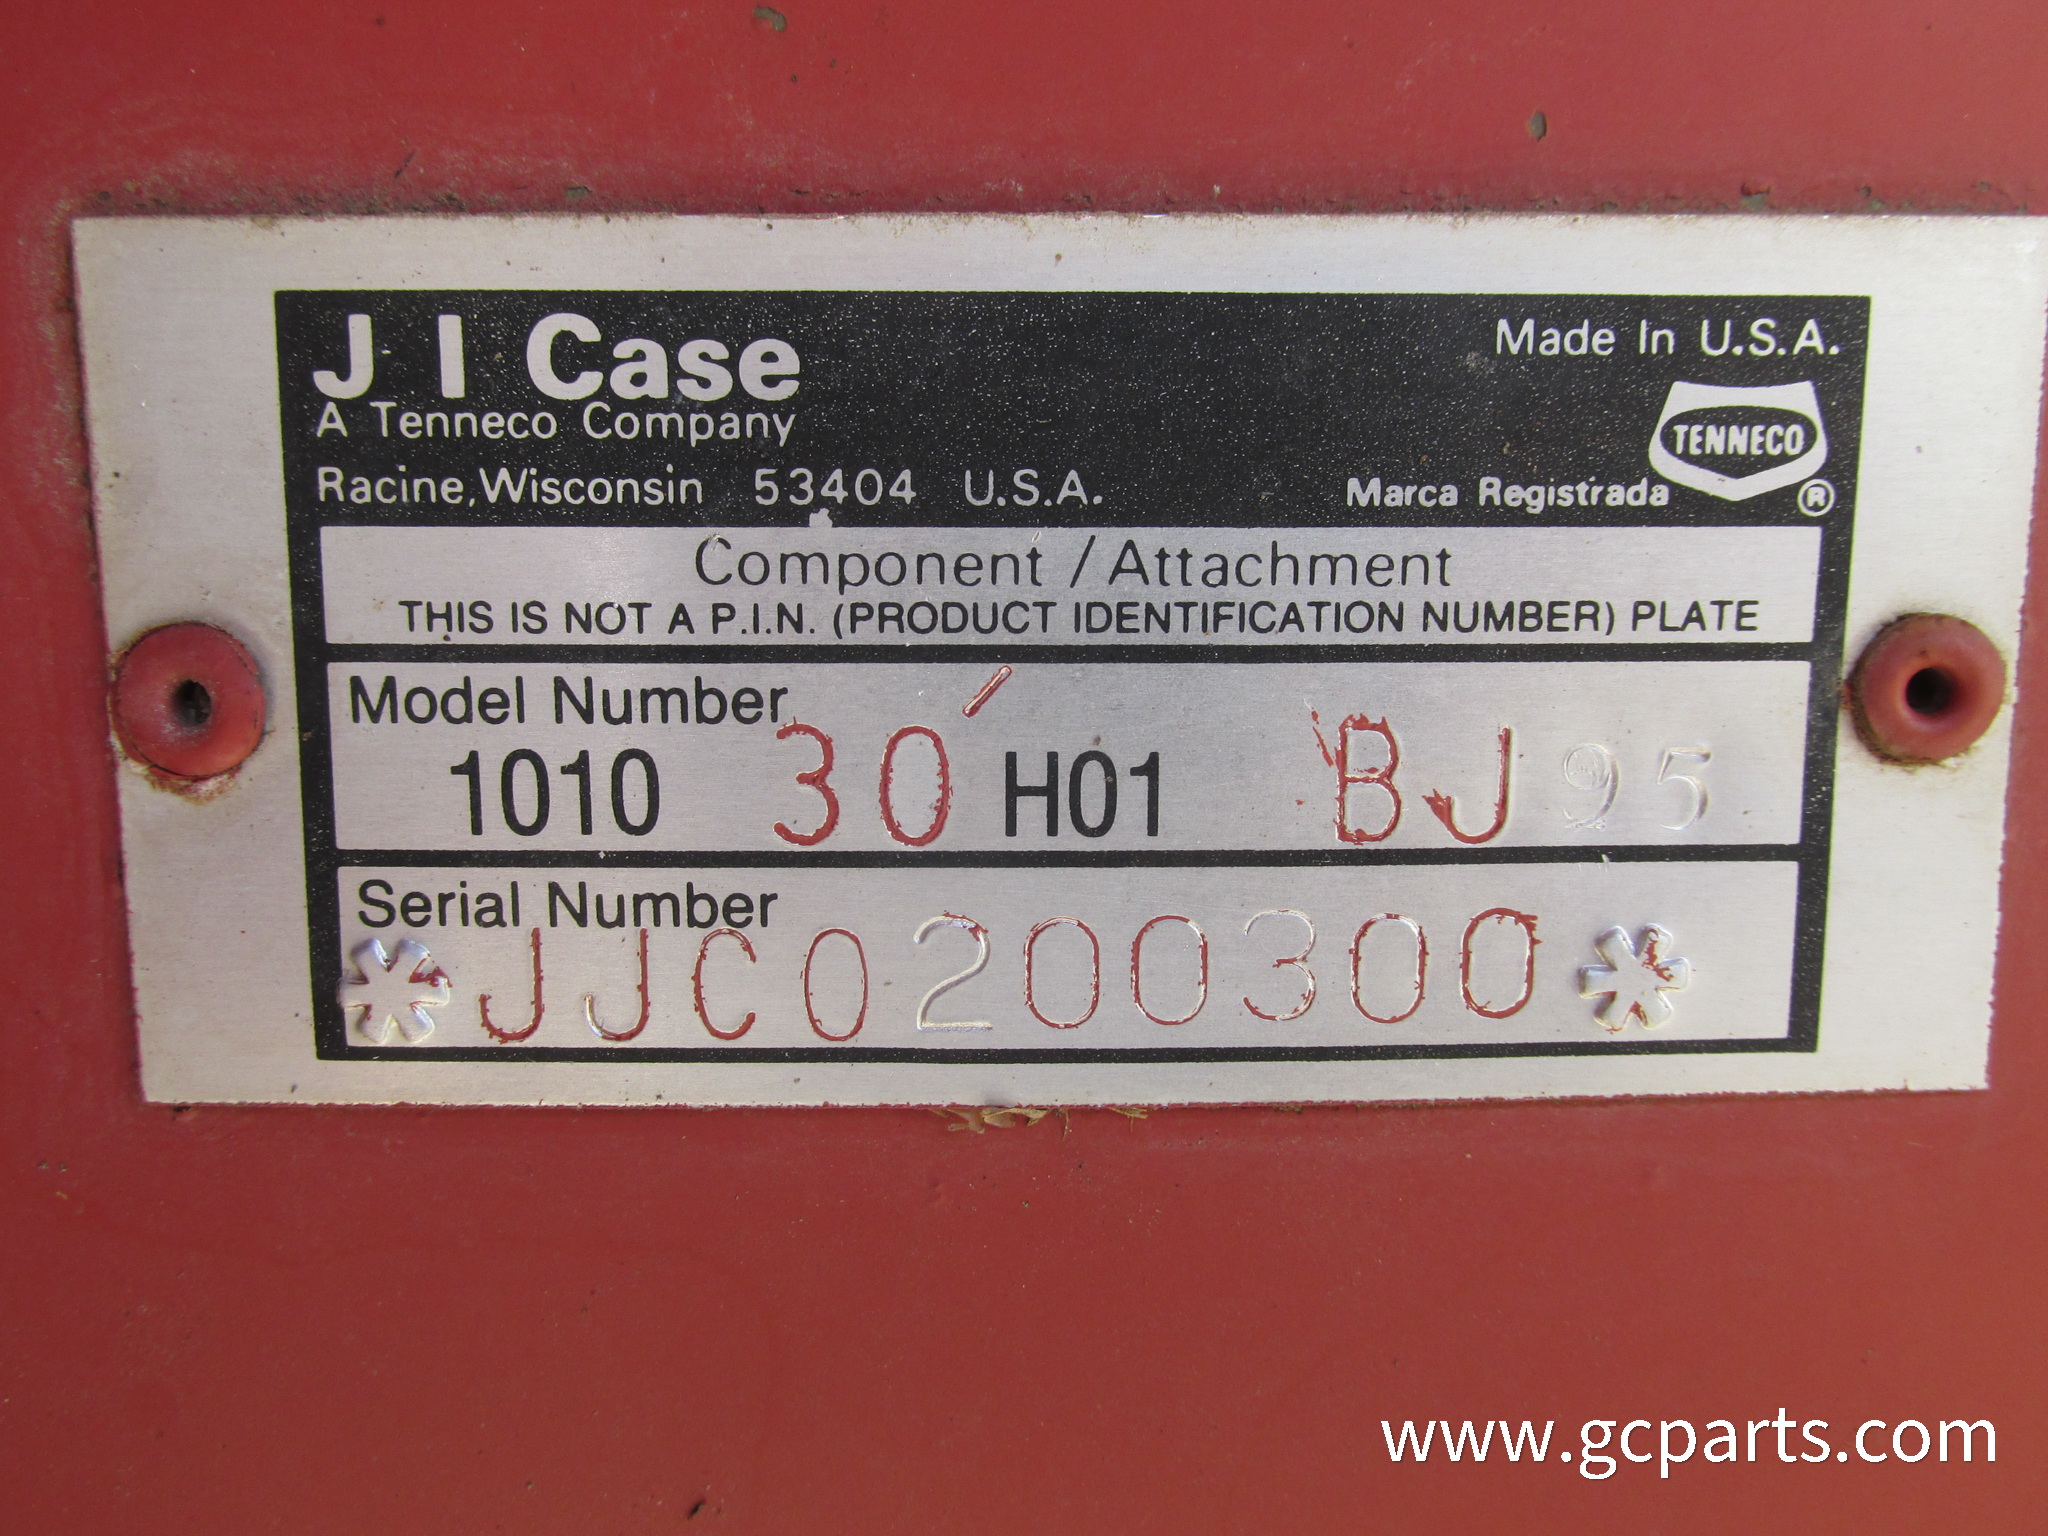 J I Case
A Tenneco Company
Racine, Wisconsin 53404 U.S.A.
Made In U.S.A.
TENNECO
Marca Registrada ®
Component / Attachment
THIS IS NOT A P.I.N. (PRODUCT IDENTIFICATION NUMBER) PLATE
Model Number
1010 30' H01 BJ95
Serial Number
*JJC0200300*
www.gcparts.com